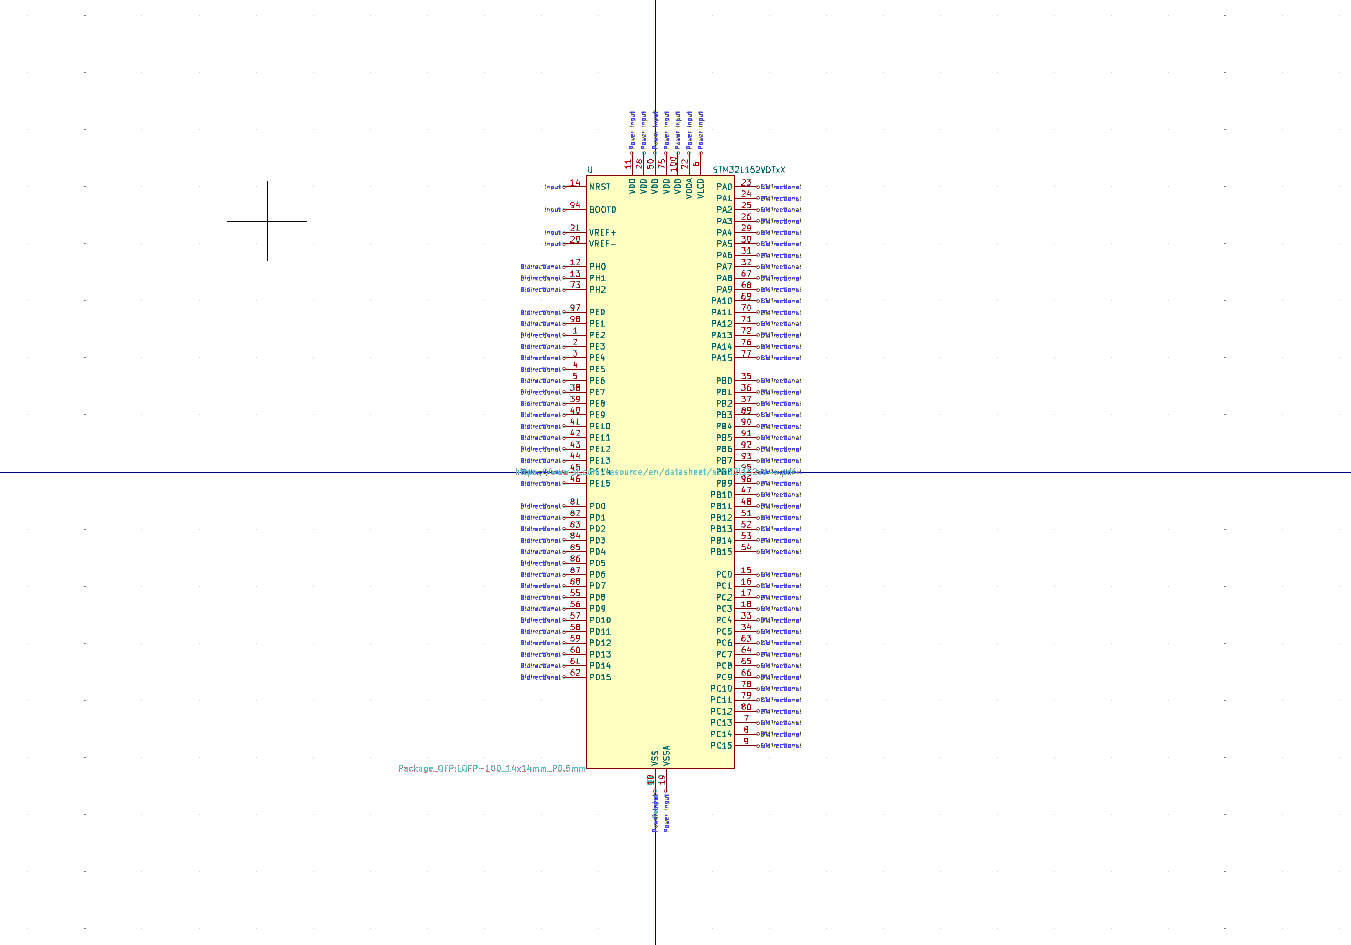 Power Input Power Input Power Input Power Input Power Input Power Input Power Input
11 28 50 75 100 22 6
U STM32L152VDTxX
VDD VDD VDD VDD VDD VDDA VLCD
Input 14 NRST PA0 23 Bidirectional
PA1 24 Bidirectional
Input 94 BOOT0 PA2 25 Bidirectional
PA3 26 Bidirectional
Input 21 VREF+ PA4 29 Bidirectional
Input 20 VREF- PA5 30 Bidirectional
PA6 31 Bidirectional
Bidirectional 12 PH0 PA7 32 Bidirectional
Bidirectional 13 PH1 PA8 67 Bidirectional
Bidirectional 73 PH2 PA9 68 Bidirectional
PA10 69 Bidirectional
Bidirectional 97 PE0 PA11 70 Bidirectional
Bidirectional 98 PE1 PA12 71 Bidirectional
Bidirectional 1 PE2 PA13 72 Bidirectional
Bidirectional 2 PE3 PA14 76 Bidirectional
Bidirectional 3 PE4 PA15 77 Bidirectional
Bidirectional 4 PE5
Bidirectional 5 PE6 PB0 35 Bidirectional
Bidirectional 38 PE7 PB1 36 Bidirectional
Bidirectional 39 PE8 PB2 37 Bidirectional
Bidirectional 40 PE9 PB3 89 Bidirectional
Bidirectional 41 PE10 PB4 90 Bidirectional
Bidirectional 42 PE11 PB5 91 Bidirectional
Bidirectional 43 PE12 PB6 92 Bidirectional
Bidirectional 44 PE13 PB7 93 Bidirectional
45 PE14 resource/en/datasheet/ PB8 95
Bidirectional 46 PE15 PB9 96 Bidirectional
PB10 47 Bidirectional
Bidirectional 81 PD0 PB11 48 Bidirectional
Bidirectional 82 PD1 PB12 51 Bidirectional
Bidirectional 83 PD2 PB13 52 Bidirectional
Bidirectional 84 PD3 PB14 53 Bidirectional
Bidirectional 85 PD4 PB15 54 Bidirectional
Bidirectional 86 PD5
Bidirectional 87 PD6 PC0 15 Bidirectional
Bidirectional 88 PD7 PC1 16 Bidirectional
Bidirectional 55 PD8 PC2 17 Bidirectional
Bidirectional 56 PD9 PC3 18 Bidirectional
Bidirectional 57 PD10 PC4 33 Bidirectional
Bidirectional 58 PD11 PC5 34 Bidirectional
Bidirectional 59 PD12 PC6 63 Bidirectional
Bidirectional 60 PD13 PC7 64 Bidirectional
Bidirectional 61 PD14 PC8 65 Bidirectional
Bidirectional 62 PD15 PC9 66 Bidirectional
PC10 78 Bidirectional
PC11 79 Bidirectional
PC12 80 Bidirectional
PC13 7 Bidirectional
PC14 8 Bidirectional
PC15 9 Bidirectional
VSS VSSA
Package_QFP:LQFP-100_14x14mm_P0.5mm
19
Power Input Power Input